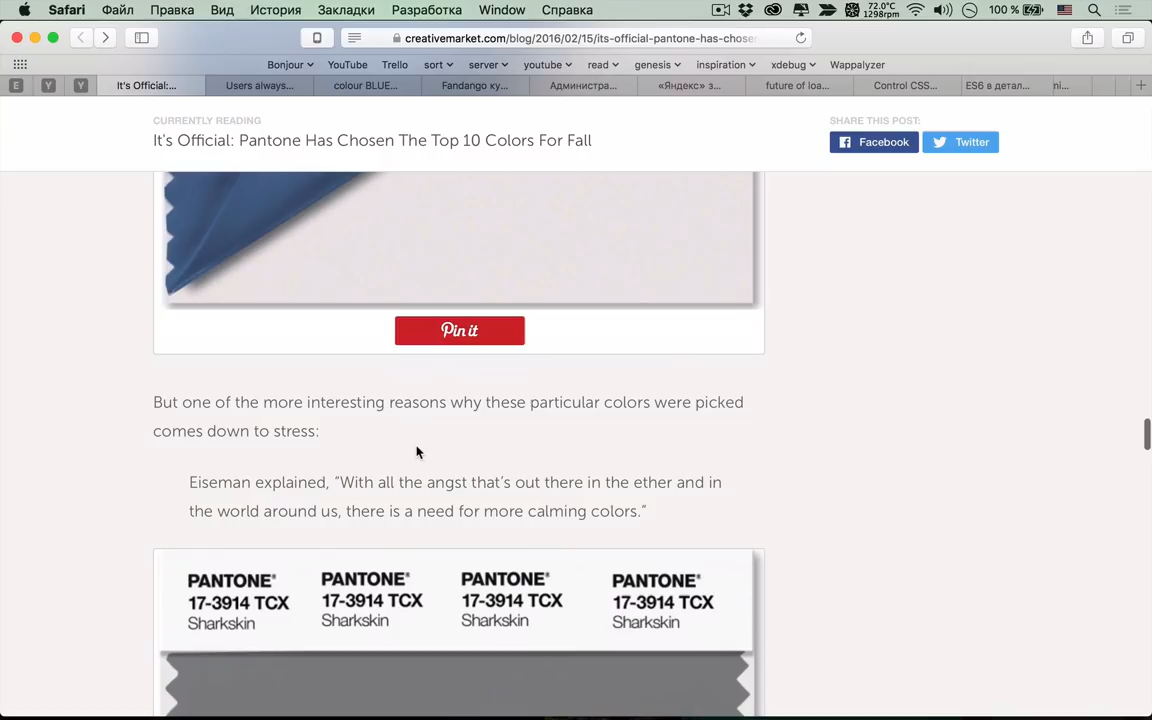 Safari Файл Правка Вид История Закладки Разработка Window Справка 72.0°C 1298rpm 100 %
creativemarket.com/blog/2016/02/15/its-official-pantone-has-chose
Bonjour YouTube Trello sort server youtube read genesis inspiration xdebug Wappalyzer
E Y Y It's Official:... Users always... colour BLUE... Fandango ку... Администра... «Яндекс» з... future of loa... Control CSS... ES6 в детал... ni...
CURRENTLY READING
It's Official: Pantone Has Chosen The Top 10 Colors For Fall
SHARE THIS POST:
Facebook Twitter
Pin it
But one of the more interesting reasons why these particular colors were picked
comes down to stress:
Eiseman explained, “With all the angst that’s out there in the ether and in
the world around us, there is a need for more calming colors.”
PANTONE® PANTONE® PANTONE® PANTONE®
17-3914 TCX 17-3914 TCX 17-3914 TCX 17-3914 TCX
Sharkskin Sharkskin Sharkskin Sharkskin